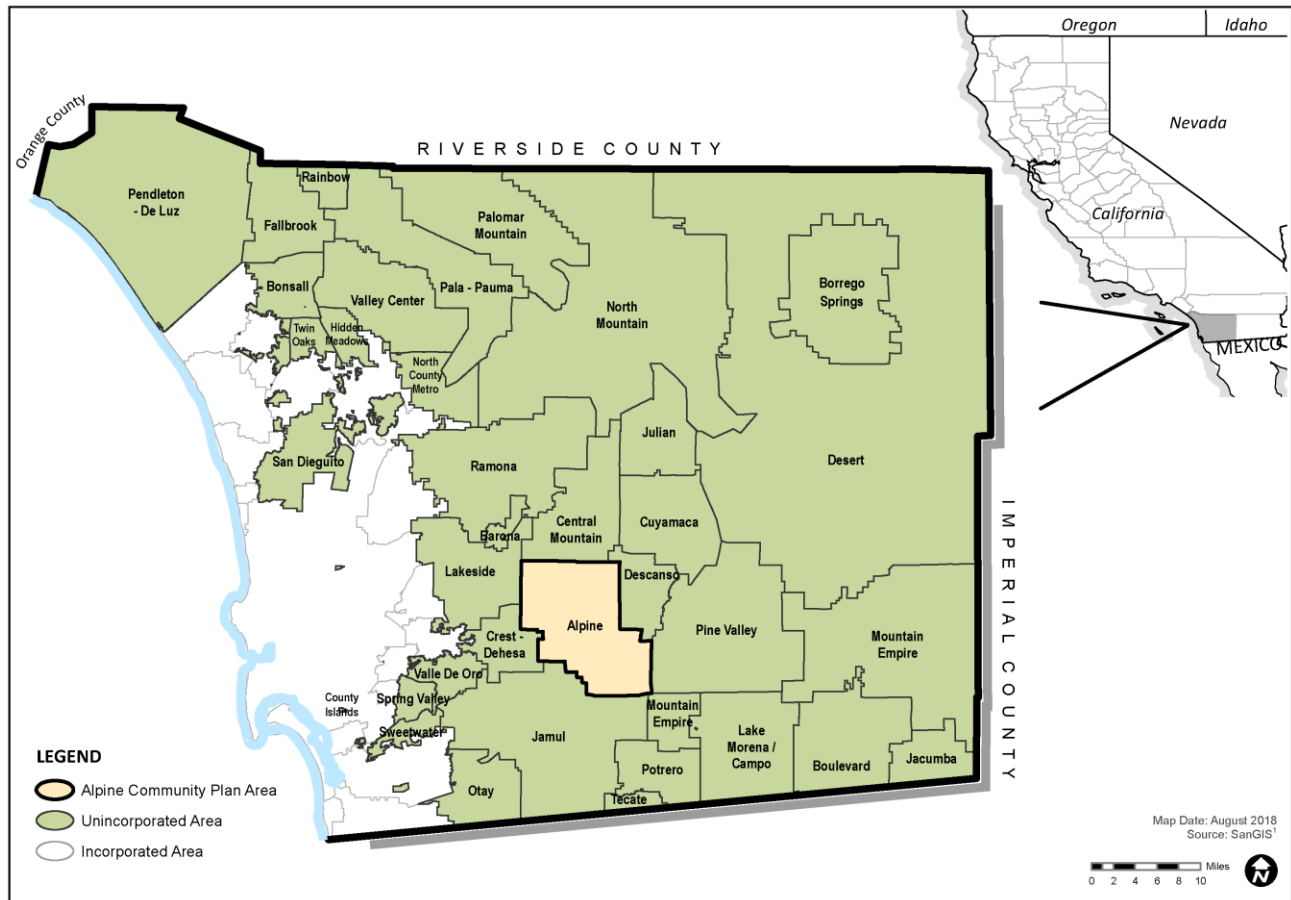 Oregon
Idaho
Nevada
California
MEXICO
Orange County
RIVERSIDE COUNTY
IMPERIAL COUNTY
Pendleton
- De Luz
Rainbow
Fallbrook
Palomar
Mountain
Bonsall
Valley Center
Pala - Pauma
North
Mountain
Borrego
Springs
Twin
Oaks
Hidden
Meadows
North
County
Metro
San Dieguito
Ramona
Julian
Desert
Barona
Central
Mountain
Cuyamaca
Lakeside
Descanso
Alpine
Crest -
Dehesa
Pine Valley
Mountain
Empire
Valle De Oro
County
Islands
Spring Valley
Sweetwater
Jamul
Mountain
Empire
Lake
Morena /
Campo
Otay
Potrero
Tecate
Boulevard
Jacumba
LEGEND
Alpine Community Plan Area
Unincorporated Area
Incorporated Area
Map Date: August 2018
Source: SanGIS¹
Miles
0 2 4 6 8 10
N